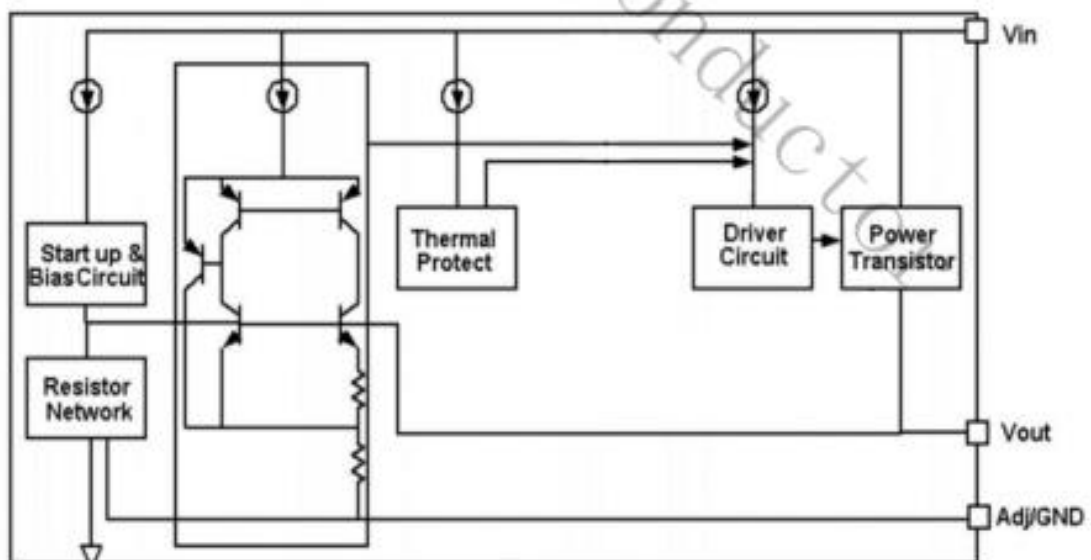 Vin
Start up &
Bias Circuit
Thermal
Protect
Driver
Circuit
Power
Transistor
Resistor
Network
Vout
Adj/GND